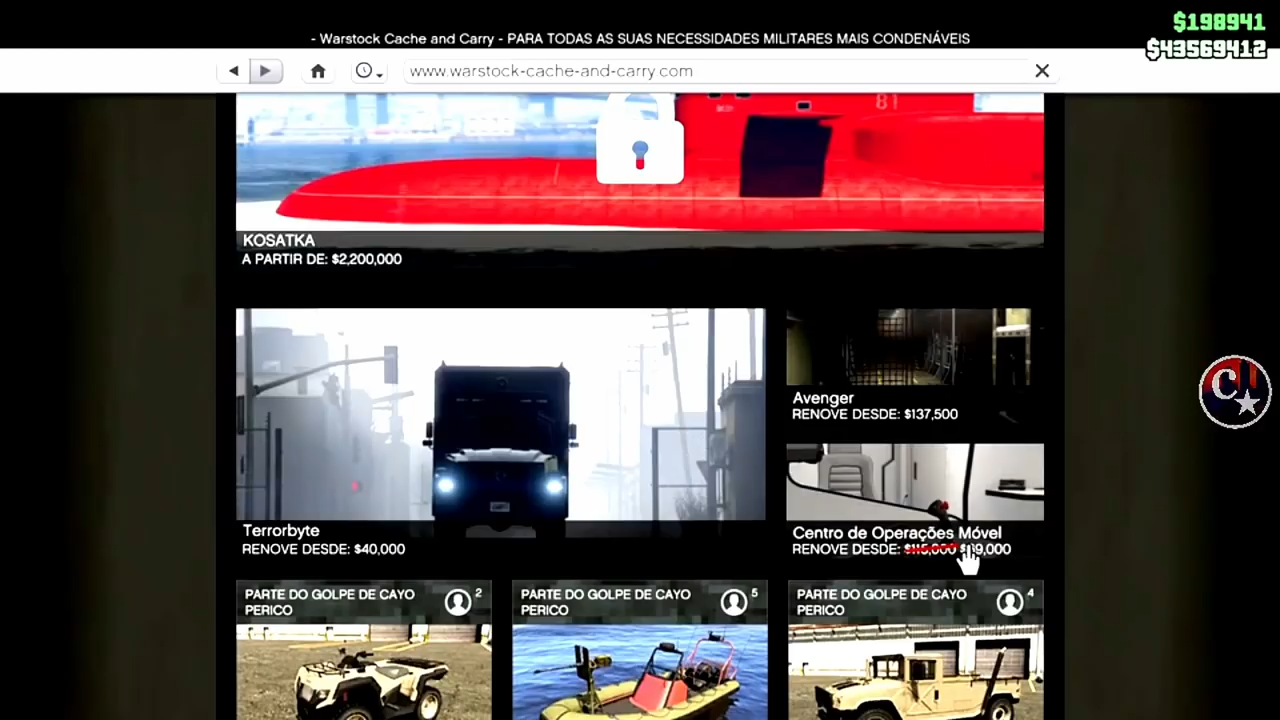 $198941
- Warstock Cache and Carry - PARA TODAS AS SUAS NECESSIDADES MILITARES MAIS CONDENÁVEIS
$43569412
www.warstock-cache-and-carry.com
81
KOSATKA
A PARTIR DE: $2,200,000
Avenger
RENOVE DESDE: $137,500
Terrorbyte
RENOVE DESDE: $40,000
Centro de Operações Móvel
RENOVE DESDE:
PARTE DO GOLPE DE CAYO
PERICO
2
PARTE DO GOLPE DE CAYO
PERICO
5
PARTE DO GOLPE DE CAYO
PERICO
4
C